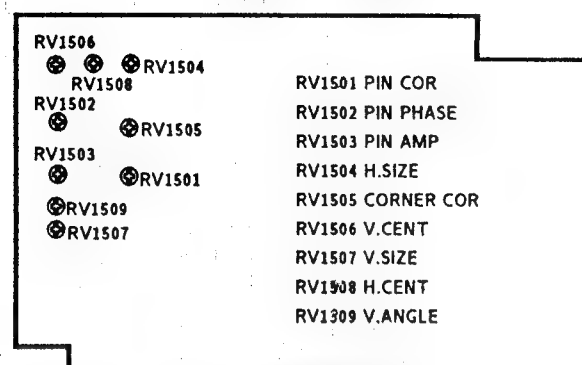 RV1506
RV1504
RV1508
RV1502
RV1505
RV1503
RV1501
RV1509
RV1507
RV1501 PIN COR
RV1502 PIN PHASE
RV1503 PIN AMP
RV1504 H.SIZE
RV1505 CORNER COR
RV1506 V.CENT
RV1507 V.SIZE
RV1508 H.CENT
RV1309 V.ANGLE